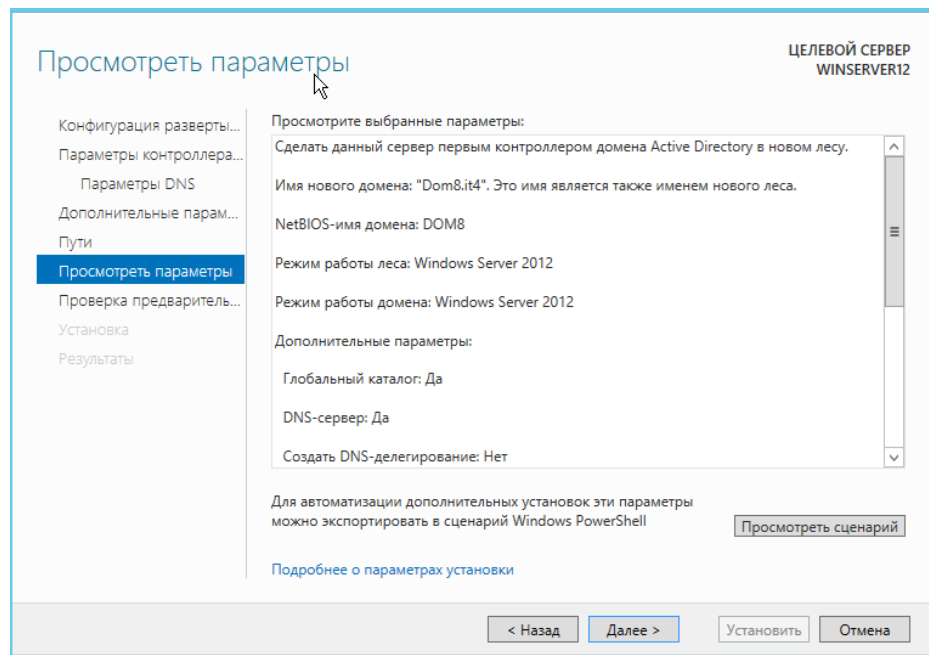 Просмотреть параметры
ЦЕЛЕВОЙ СЕРВЕР
WINSERVER12
Конфигурация разверты...
Параметры контроллера...
Параметры DNS
Дополнительные парам...
Пути
Просмотреть параметры
Проверка предваритель...
Установка
Результаты
Просмотрите выбранные параметры:
Сделать данный сервер первым контроллером домена Active Directory в новом лесу.
Имя нового домена: "Dom8.it4". Это имя является также именем нового леса.
NetBIOS-имя домена: DOM8
Режим работы леса: Windows Server 2012
Режим работы домена: Windows Server 2012
Дополнительные параметры:
Глобальный каталог: Да
DNS-сервер: Да
Создать DNS-делегирование: Нет
Для автоматизации дополнительных установок эти параметры
можно экспортировать в сценарий Windows PowerShell
Просмотреть сценарий
Подробнее о параметрах установки
< Назад
Далее >
Установить
Отмена